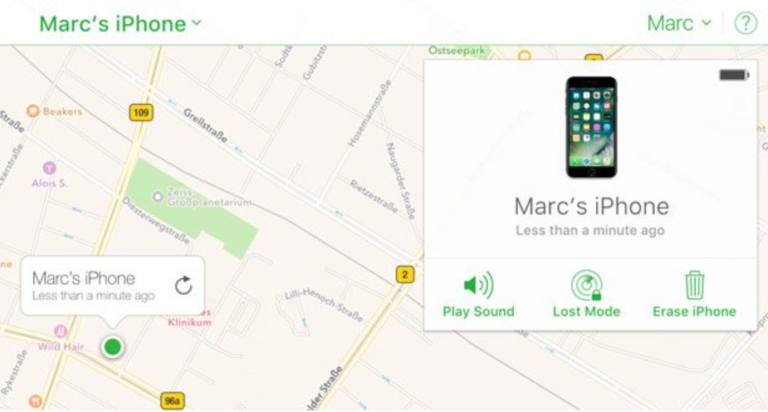 Marc's iPhone
Marc
?
Ostseepark
109
Beakers
Grellstraße
Hosemannstraße
Naugarder Straße
Straße
Alois S.
Zeiss-
Großplanetarium
Diesterwegstraße
Rietzestraße
Marc's iPhone
Less than a minute ago
Marc's iPhone
Less than a minute ago
2
Play Sound
Lost Mode
Erase iPhone
Lilli-Henoch-Straße
Klinikum
Wild Hair
Rykestraße
96a